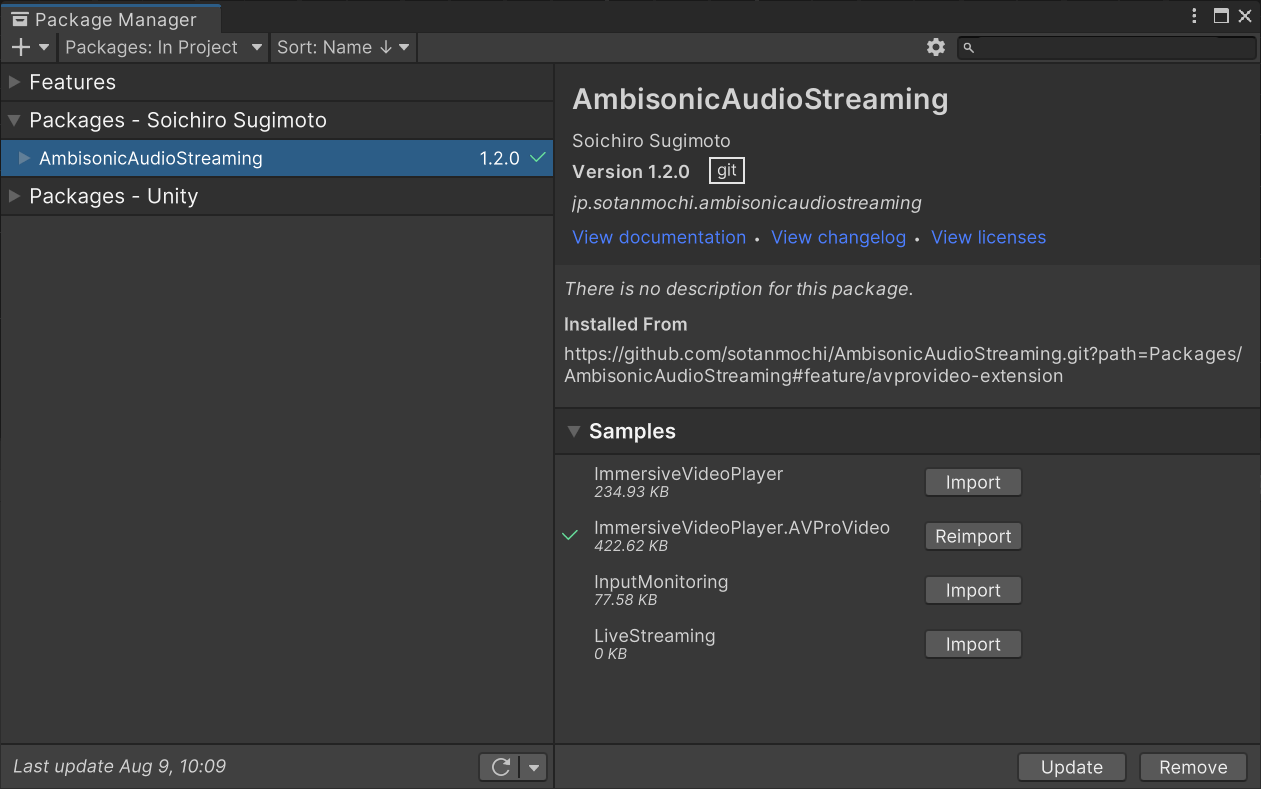 Package Manager
Packages: In Project
Sort: Name ↓
Features
Packages - Soichiro Sugimoto
AmbisonicAudioStreaming 1.2.0
Packages - Unity
Last update Aug 9, 10:09
AmbisonicAudioStreaming
Soichiro Sugimoto
Version 1.2.0 git
jp.sotanmochi.ambisonicaudiostreaming
View documentation • View changelog • View licenses
There is no description for this package.
Installed From
https://github.com/sotanmochi/AmbisonicAudioStreaming.git?path=Packages/
AmbisonicAudioStreaming#feature/avprovideo-extension
Samples
ImmersiveVideoPlayer
234.93 KB
Import
ImmersiveVideoPlayer.AVProVideo
422.62 KB
Reimport
InputMonitoring
77.58 KB
Import
LiveStreaming
0 KB
Import
Update
Remove